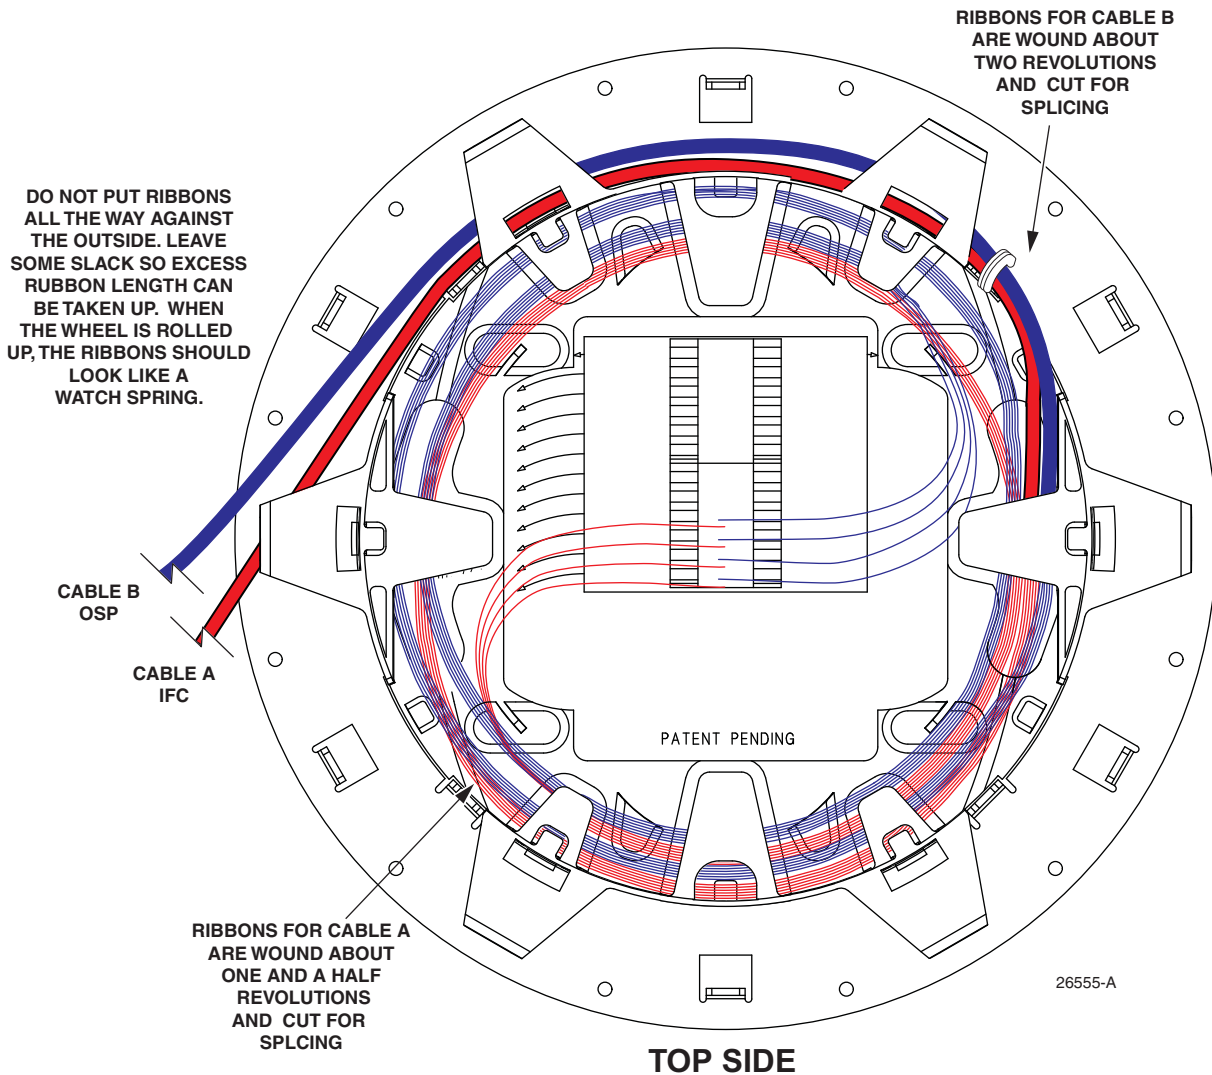 RIBBONS FOR CABLE B
ARE WOUND ABOUT
TWO REVOLUTIONS
AND CUT FOR
SPLICING
DO NOT PUT RIBBONS
ALL THE WAY AGAINST
THE OUTSIDE. LEAVE
SOME SLACK SO EXCESS
RUBBON LENGTH CAN
BE TAKEN UP. WHEN
THE WHEEL IS ROLLED
UP, THE RIBBONS SHOULD
LOOK LIKE A
WATCH SPRING.
CABLE B
OSP
CABLE A
IFC
PATENT PENDING
RIBBONS FOR CABLE A
ARE WOUND ABOUT
ONE AND A HALF
REVOLUTIONS
AND CUT FOR
SPLCING
26555-A
TOP SIDE